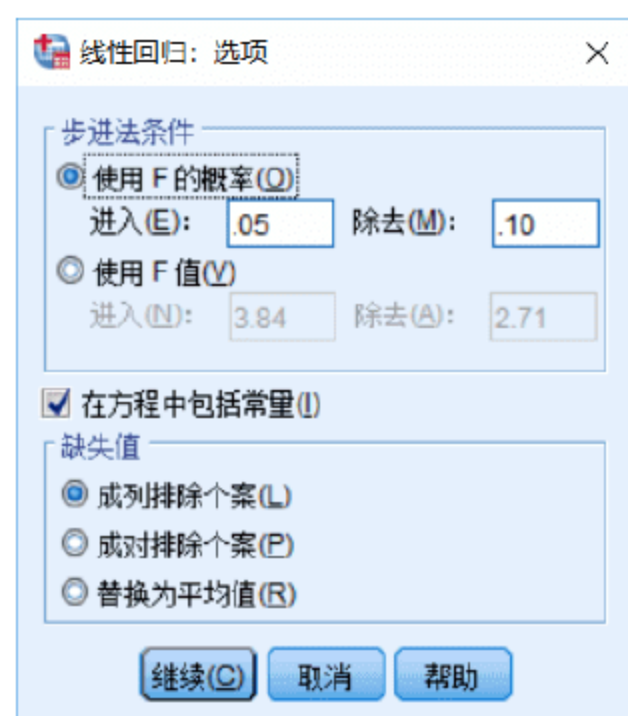 线性回归：选项
步进法条件
使用 F 的概率(O)
进入(E)： .05 除去(M)： .10
使用 F 值(V)
进入(N)： 3.84 除去(A)： 2.71
在方程中包括常量(I)
缺失值
成列排除个案(L)
成对排除个案(P)
替换为平均值(R)
继续(C) 取消 帮助